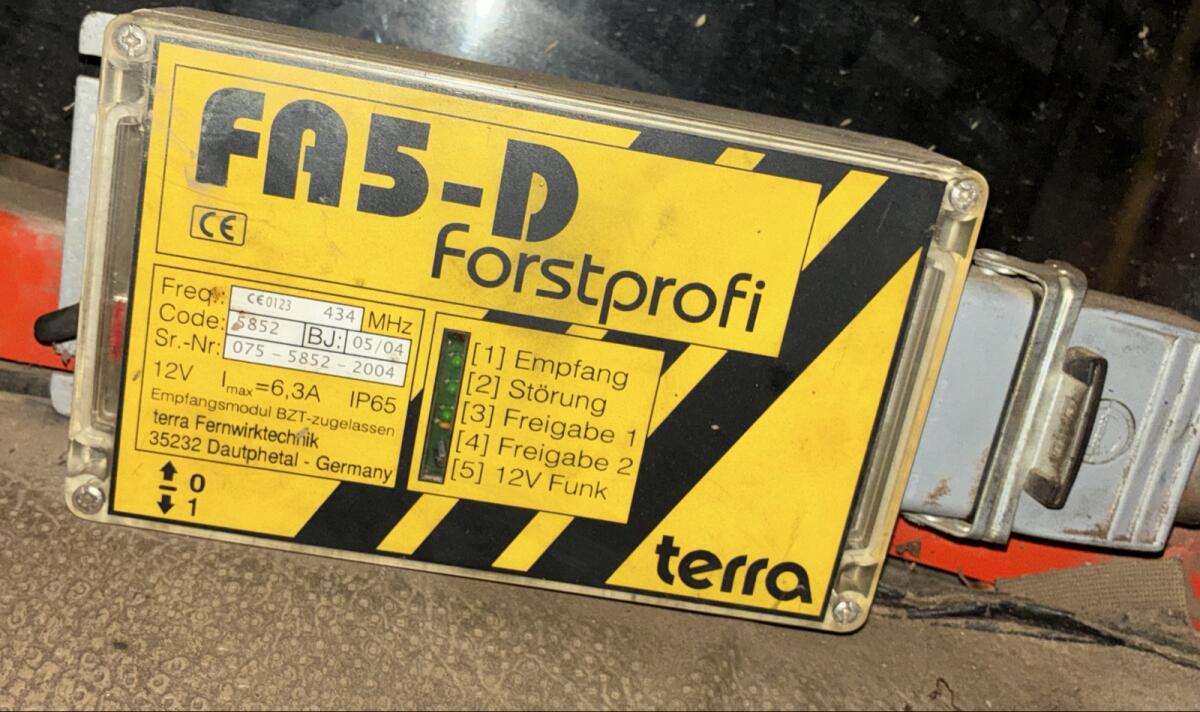 FA5-D
forstprofi
CE
Freq.: CE0123 434 MHz
Code: 5852 BJ: 05/04
Sr.-Nr: 075 - 5852 - 2004
12V Imax=6,3A IP65
Empfangsmodul BZT-zugelassen
terra Fernwirktechnik
35232 Dautphetal - Germany
0
1
[1] Empfang
[2] Störung
[3] Freigabe 1
[4] Freigabe 2
[5] 12V Funk
terra